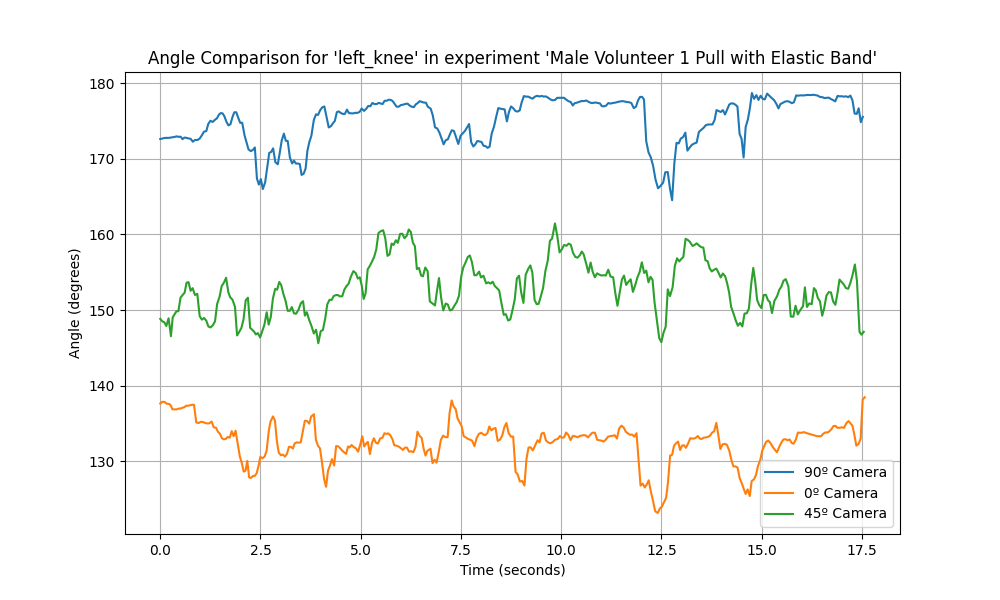 Angle Comparison for 'left_knee' in experiment 'Male Volunteer 1 Pull with Elastic Band'
180
170
160
150
140
130
Angle (degrees)
90º Camera
0º Camera
45º Camera
0.0 2.5 5.0 7.5 10.0 12.5 15.0 17.5
Time (seconds)